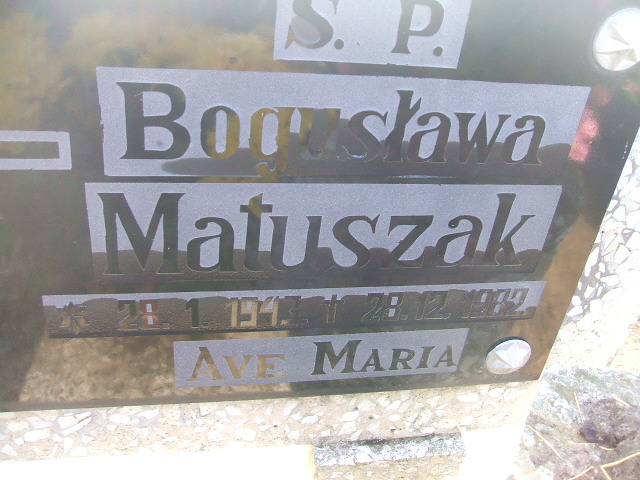 S. P.
Bogusława
Matuszak
* 28. 1. 1943. † 28.12.1982.
AVE MARIA